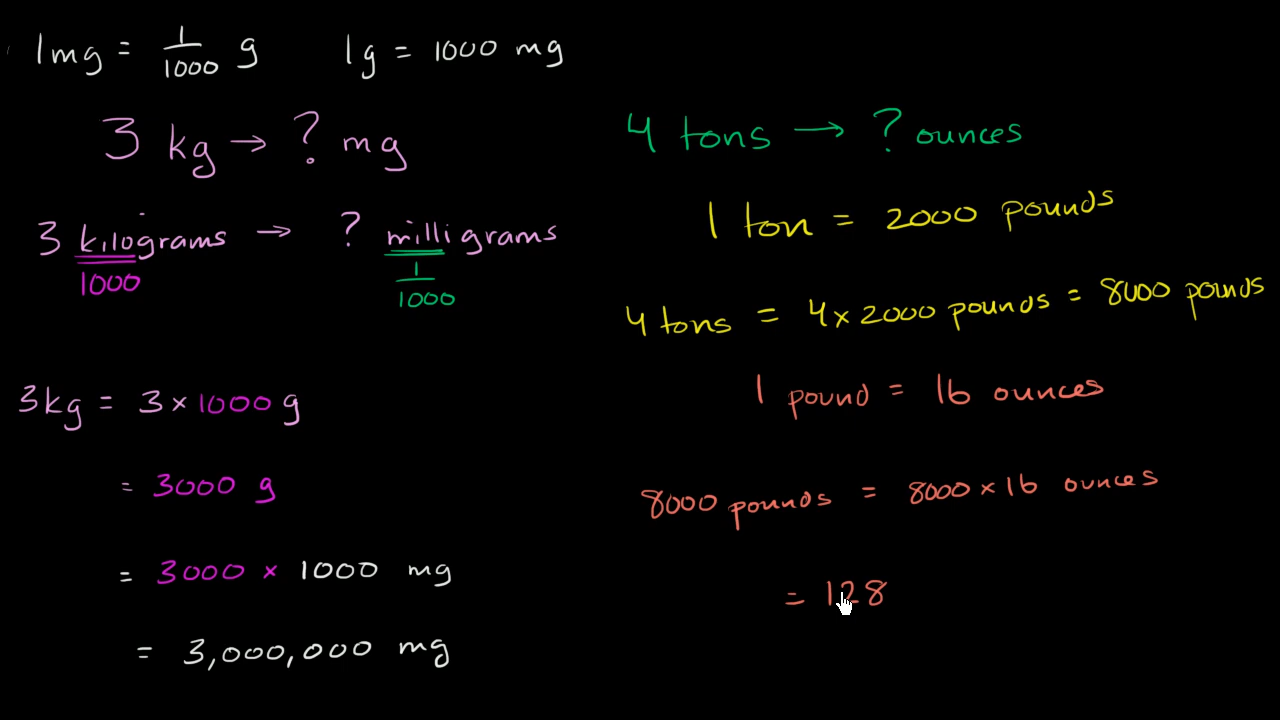 1mg = 1/1000 g   1g = 1000 mg
3 kg → ? mg
3 kilograms → ? milligrams
1000   1/1000
3kg = 3 × 1000 g
= 3000 g
= 3000 × 1000 mg
= 3,000,000 mg
4 tons → ? ounces
1 ton = 2000 pounds
4 tons = 4 × 2000 pounds = 8000 pounds
1 pound = 16 ounces
8000 pounds = 8000 × 16 ounces
= 128